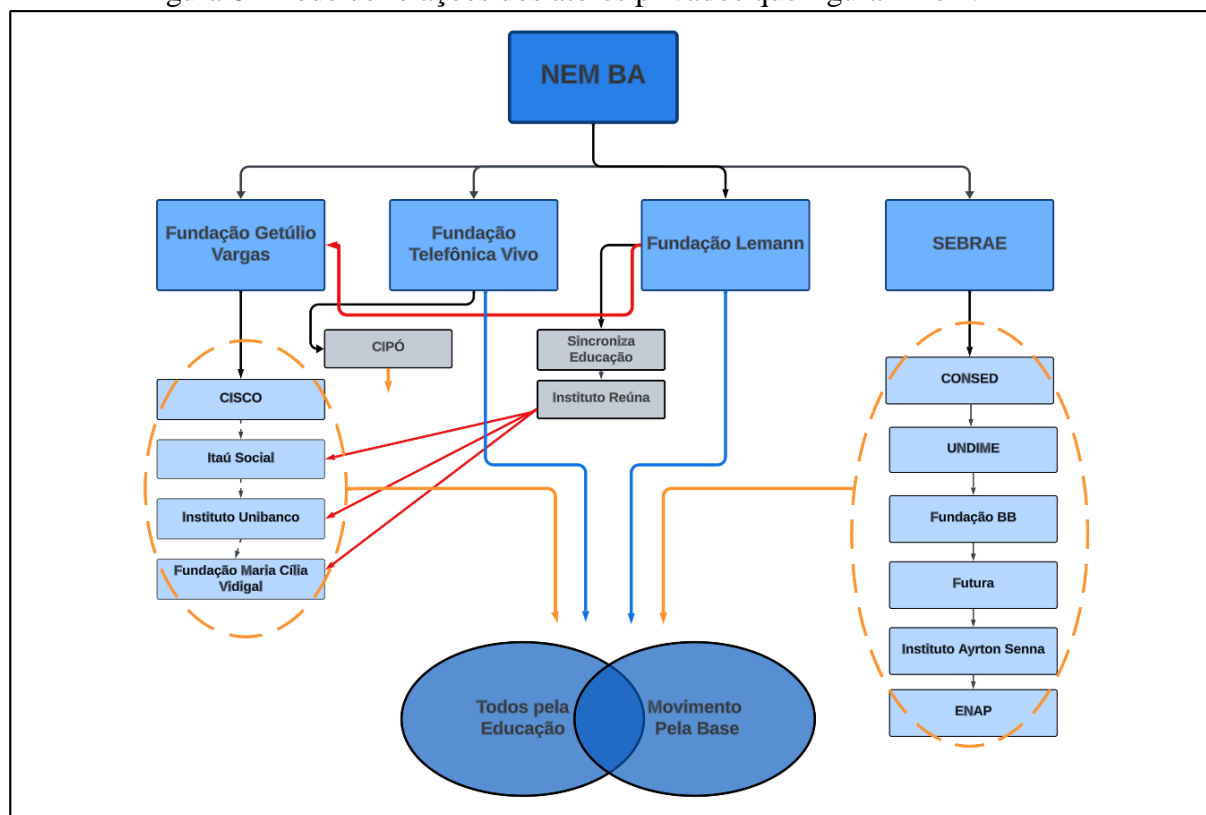 NEM BA
Fundação Getúlio
Vargas
Fundação
Telefônica Vivo
Fundação Lemann
SEBRAE
CIPÓ
Sincroniza
Educação
Instituto Reúna
CISCO
Itaú Social
Instituto Unibanco
Fundação Maria Cília
Vidigal
CONSED
UNDIME
Fundação BB
Futura
Instituto Ayrton Senna
ENAP
Todos pela
Educação
Movimento
Pela Base